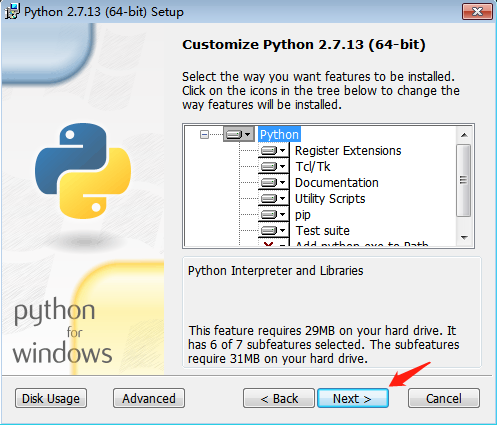 Python 2.7.13 (64-bit) Setup
Customize Python 2.7.13 (64-bit)
Select the way you want features to be installed.
Click on the icons in the tree below to change the
way features will be installed.
Python
Register Extensions
Tcl/Tk
Documentation
Utility Scripts
pip
Test suite
Add python.exe to Path
Python Interpreter and Libraries
This feature requires 29MB on your hard drive. It
has 6 of 7 subfeatures selected. The subfeatures
require 31MB on your hard drive.
python
for
windows
Disk Usage
Advanced
< Back
Next >
Cancel